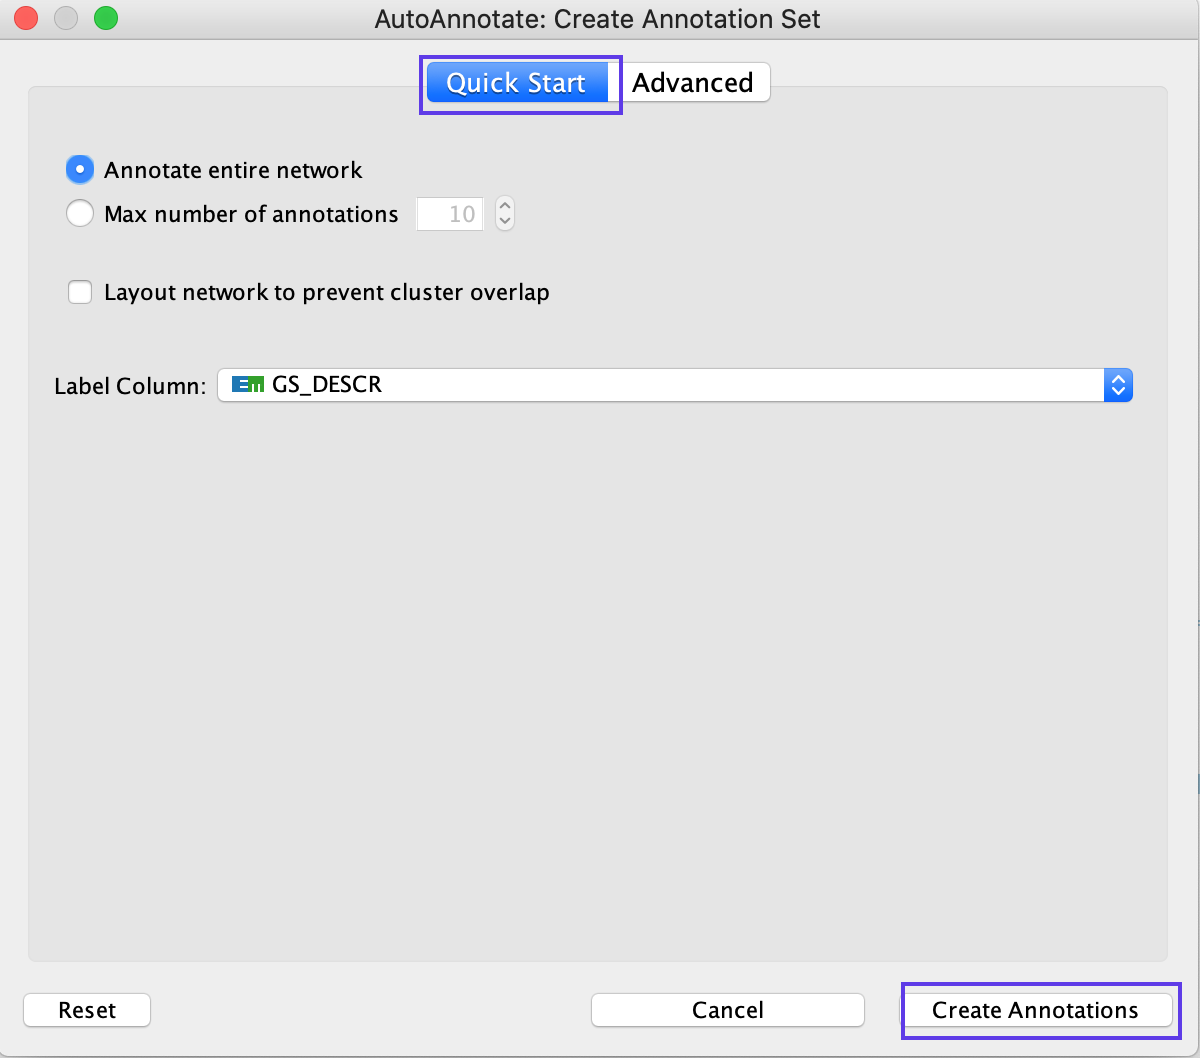 AutoAnnotate: Create Annotation Set
Quick Start Advanced
Annotate entire network
Max number of annotations 10
Layout network to prevent cluster overlap
Label Column: EM GS_DESCR
Reset Cancel Create Annotations